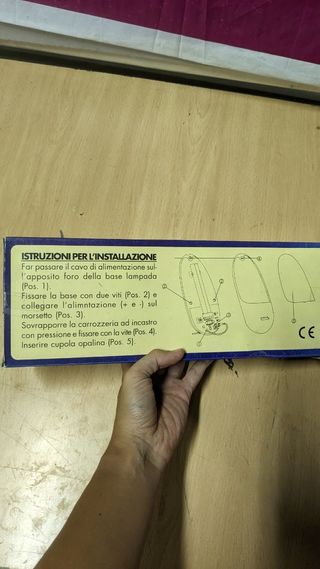 ISTRUZIONI PER L'INSTALLAZIONE
Far passare il cavo di alimentazione sul-
l'apposito foro della base lampada
(Pos. 1).
Fissare la base con due viti (Pos. 2) e
collegare l'alimntazione (+ e -) sul
morsetto (Pos. 3).
Sovrapporre la carrozzeria ad incastro
con pressione e fissare con la vite (Pos. 4).
Inserire cupola opalina (Pos. 5).
CE